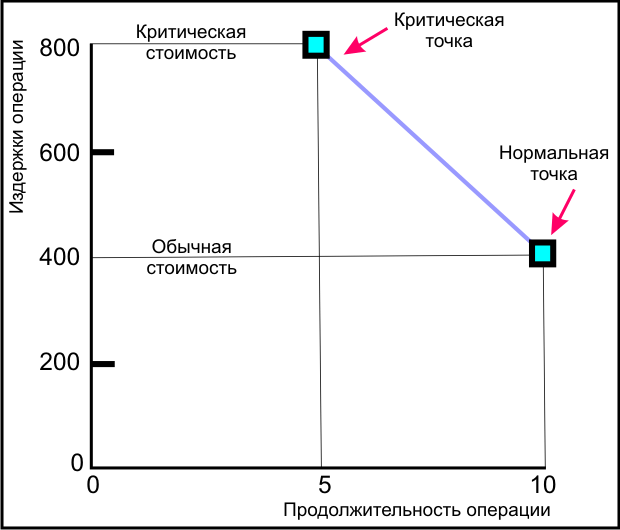 Критическая
точка
Критическая
стоимость
800
Издержки операции
600
Нормальная
точка
Обычная
стоимость
400
200
0
0
5
10
Продолжительность операции